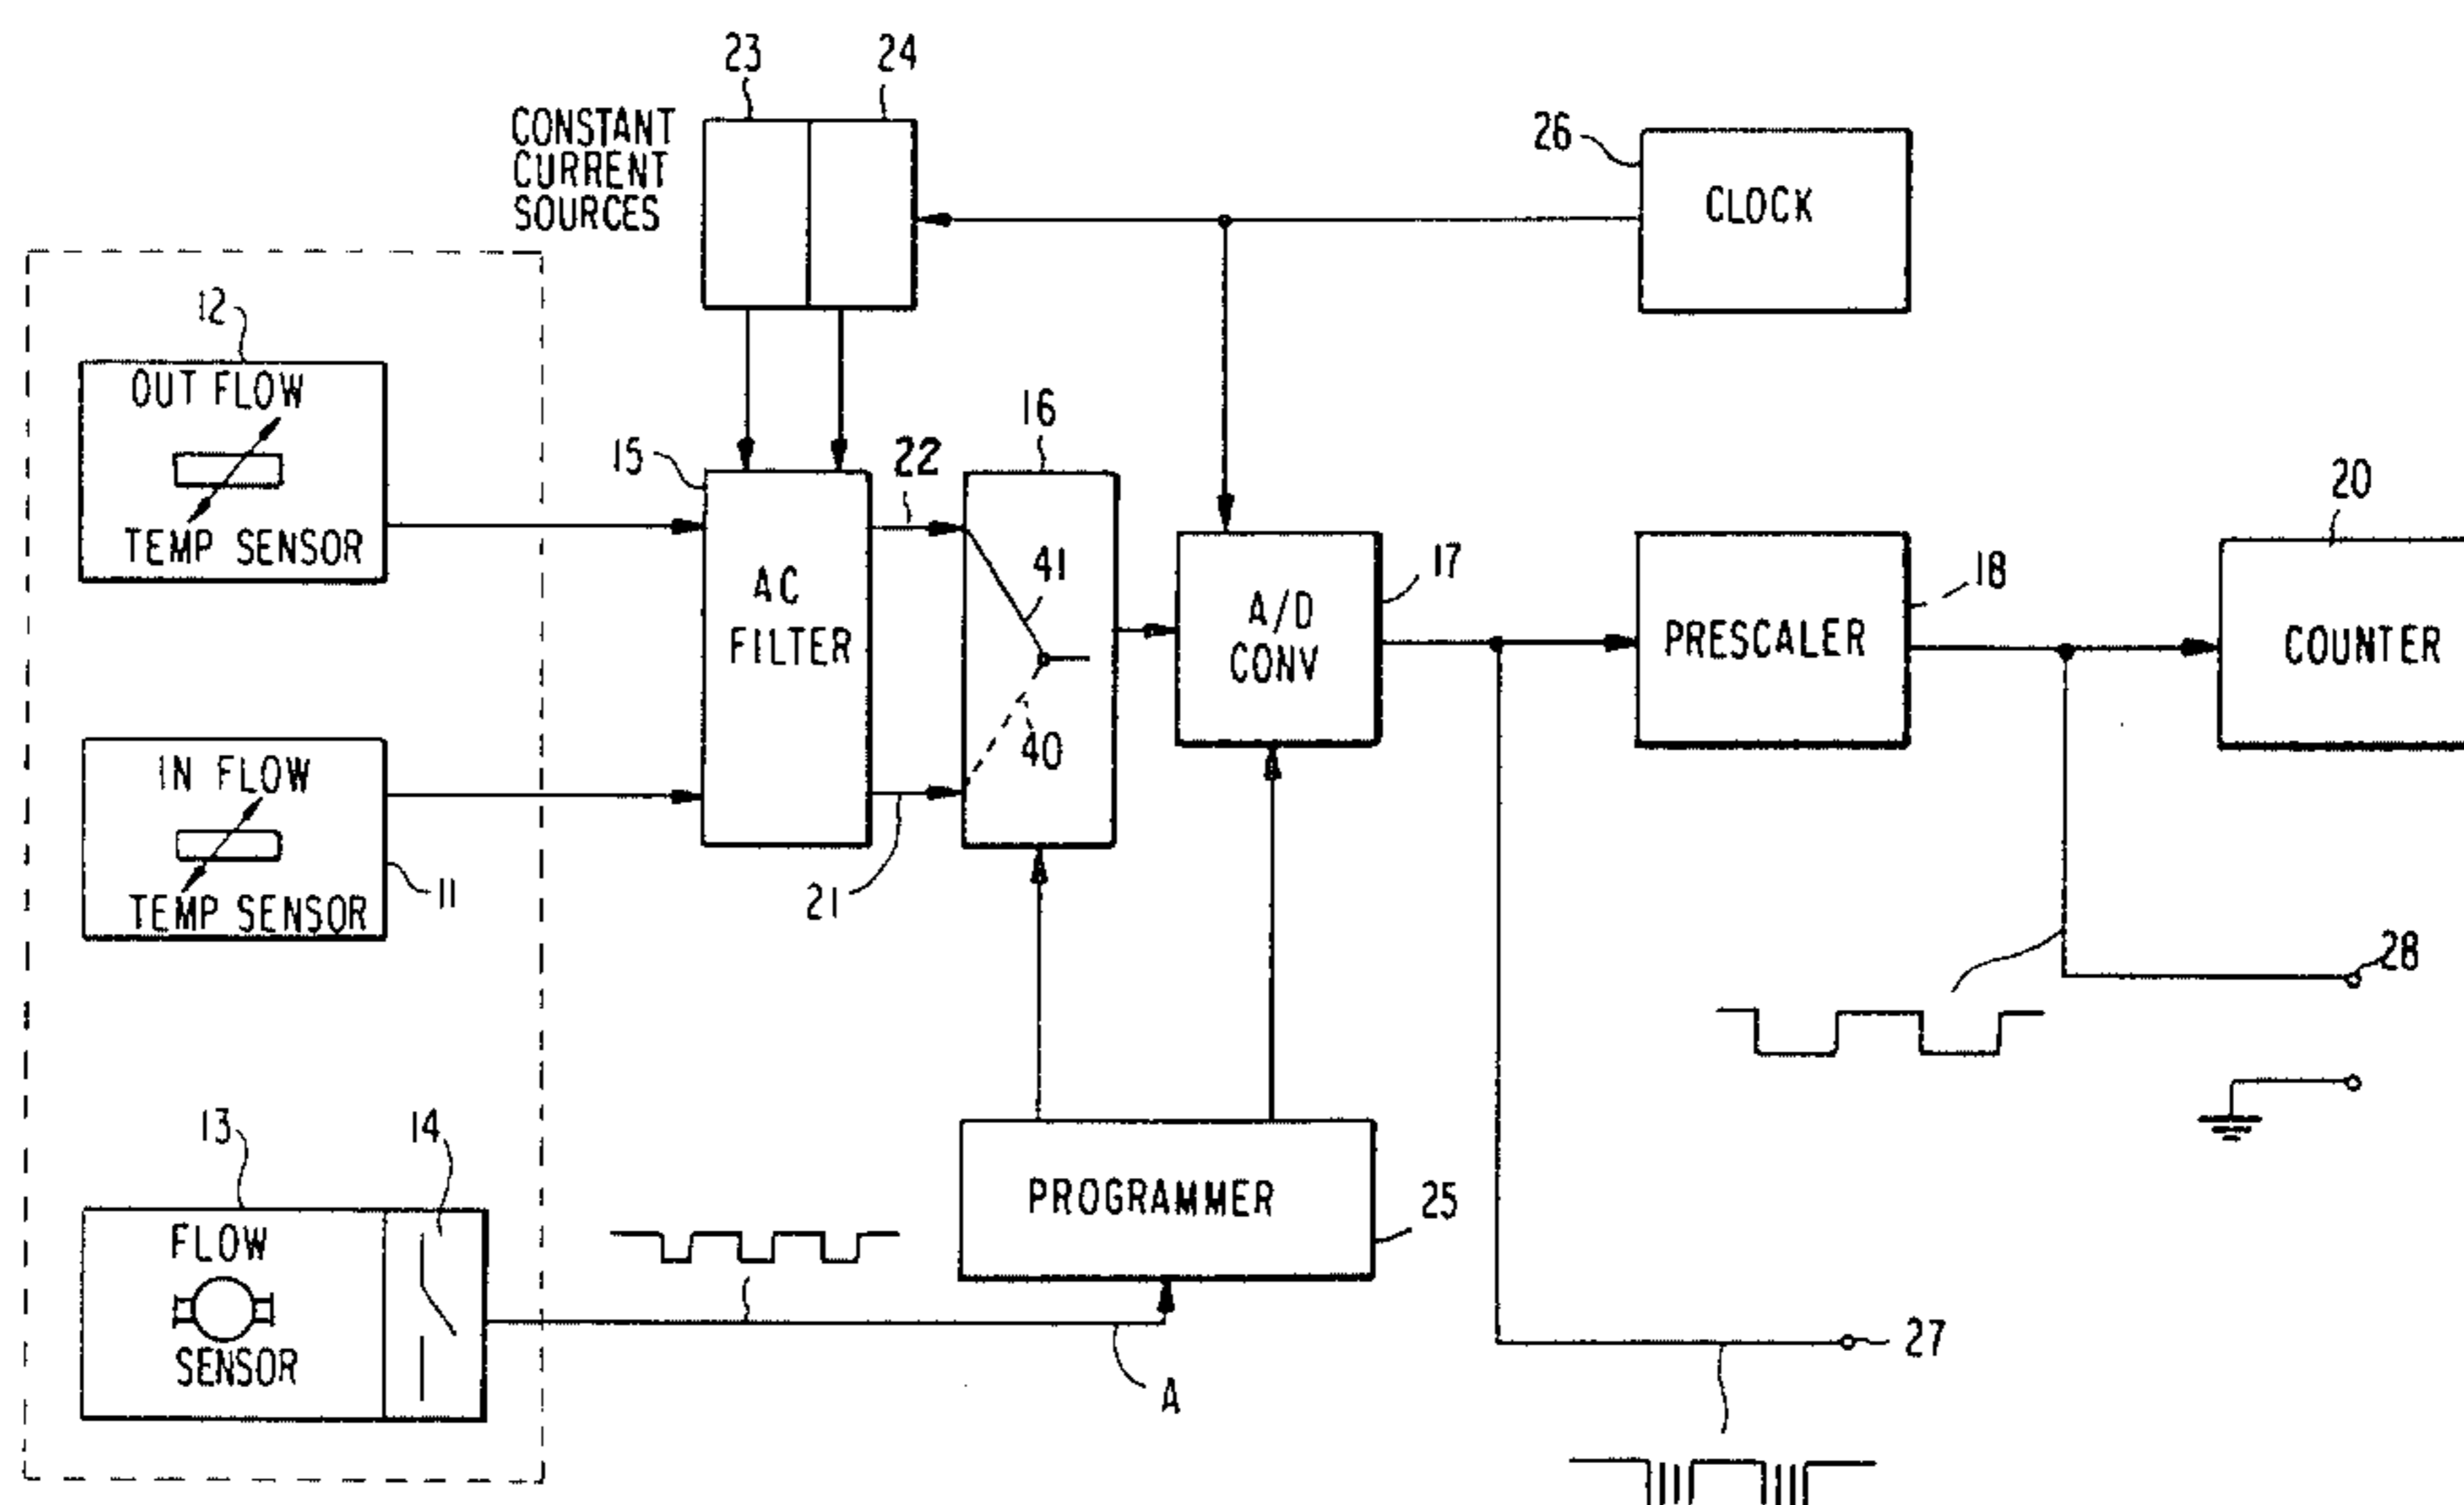 23
24
CONSTANT
CURRENT
SOURCES
26
CLOCK
12
OUT FLOW
TEMP SENSOR
15
22
16
41
40
AC
FILTER
A/D
CONV
17
PRESCALER
18
20
COUNTER
IN FLOW
TEMP SENSOR
11
21
28
13
14
FLOW
SENSOR
PROGRAMMER
25
A
27